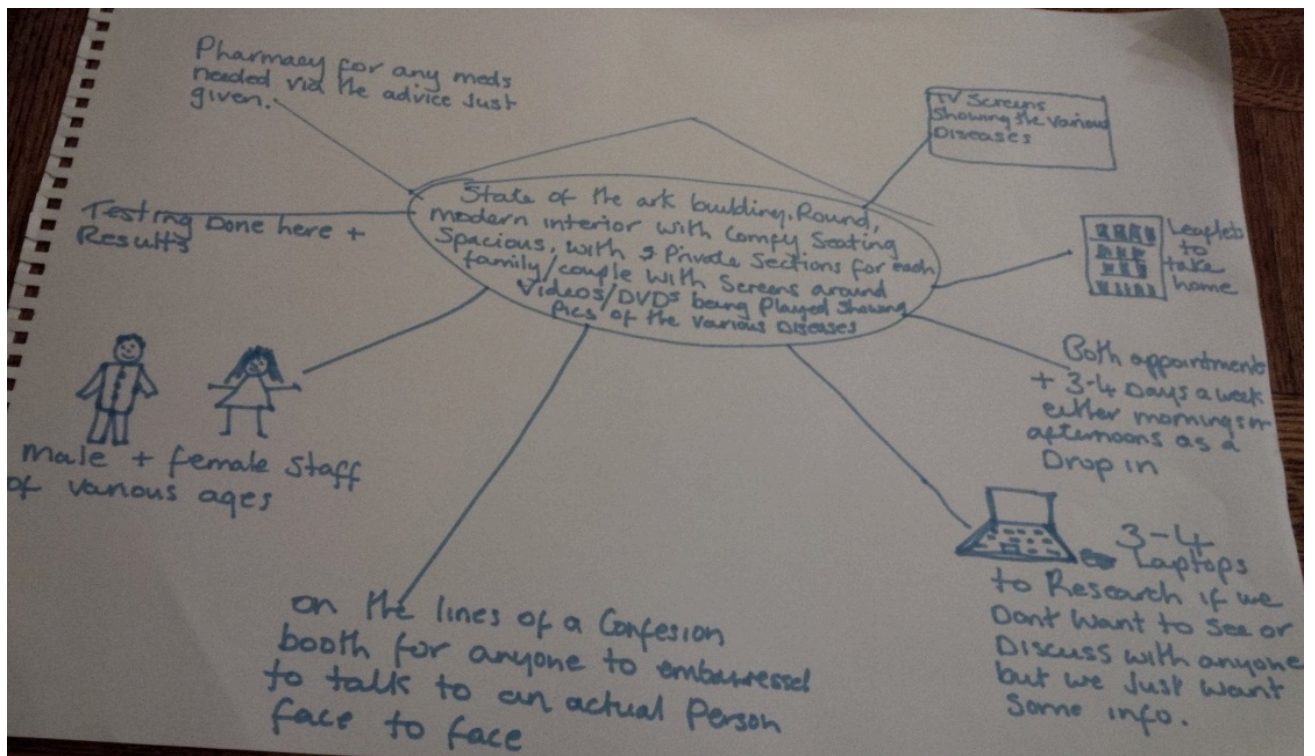 Pharmacy for any meds
needed via the advice Just
given.
TV Screens
Showing the various
Diseases
State of the ark building. Round,
modern interior with Comfy Seating
Spacious, with 5 Private Sections for each
family/couple with Screens around
Videos/DVDs being Played showing
Pics of the various Diseases
Testing Done here +
Results
Leaflets
to
take
home
Both appointments
+ 3-4 Days a week
either mornings or
afternoons as a
Drop in
male + female staff
of various ages
3-4
Laptops
to Research if we
Dont want to see or
Discuss with anyone
but we Just want
Some info.
on the lines of a Confesion
booth for anyone to embarresed
to talk to an actual Person
face to face